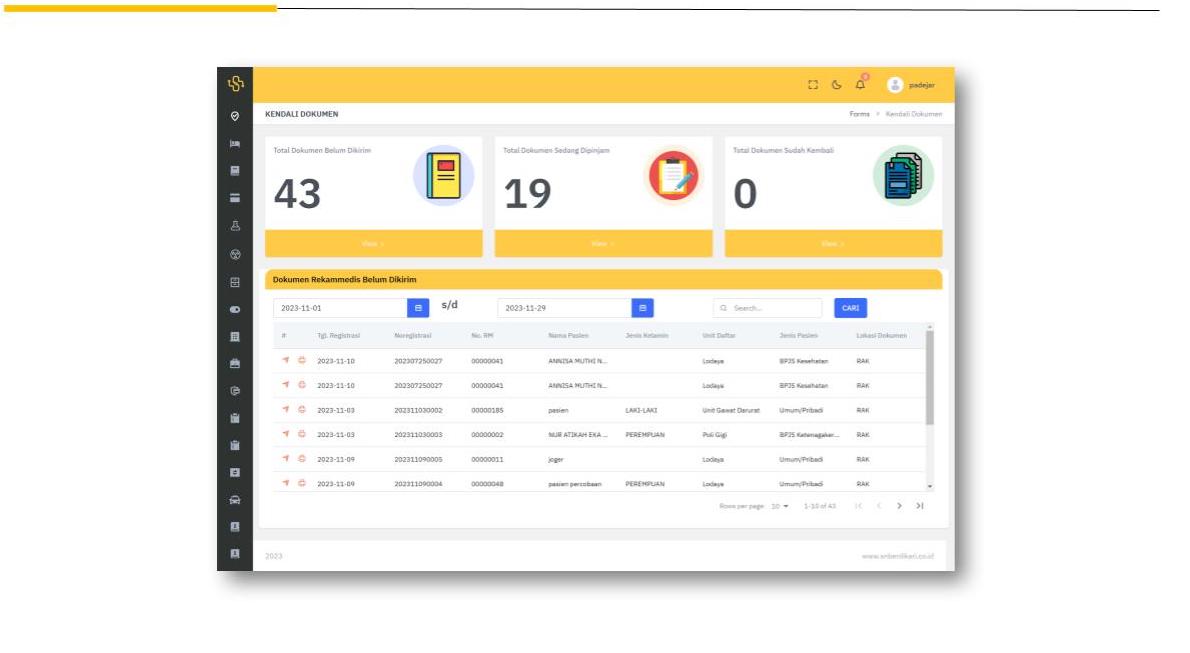 padejar
KENDALI DOKUMEN
Forms > Kendali Dokumen
Total Dokumen Belum Dikirim
43
View >
Total Dokumen Sedang Dipinjam
19
View >
Total Dokumen Sudah Kembali
0
View >
Dokumen Rekammedis Belum Dikirim
2023-11-01 s/d 2023-11-29 Search... CARI
# Tgl. Registrasi Noregistrasi No. RM Nama Pasien Jenis Kelamin Unit Daftar Jenis Pasien Lokasi Dokumen
2023-11-10 202307250027 00000041 ANNISA MUTHI N... Lodaya BPJS Kesehatan RAK
2023-11-10 202307250027 00000041 ANNISA MUTHI N... Lodaya BPJS Kesehatan RAK
2023-11-03 202311030002 00000185 pasien LAKI-LAKI Unit Gawat Darurat Umum/Pribadi RAK
2023-11-03 202311030003 00000002 NUR ATIKAH EKA ... PEREMPUAN Poli Gigi BPJS Ketenagaker... RAK
2023-11-09 202311090005 00000011 joger Lodaya Umum/Pribadi RAK
2023-11-09 202311090004 00000048 pasien percobaan PEREMPUAN Lodaya Umum/Pribadi RAK
Rows per page 10 1-10 of 43
2023